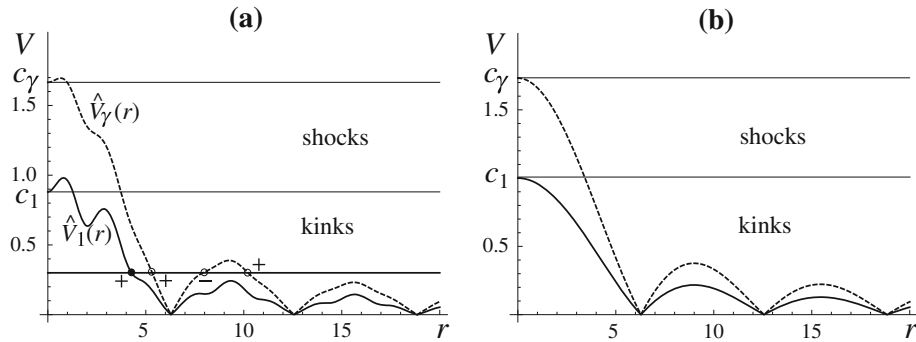 (a)
V
c_γ
1.5
1.0
c_1
0.5
V̂_γ(r)
V̂_1(r)
shocks
kinks
+ + − +
5 10 15 r
(b)
V
c_γ
1.5
c_1
0.5
shocks
kinks
5 10 15 r